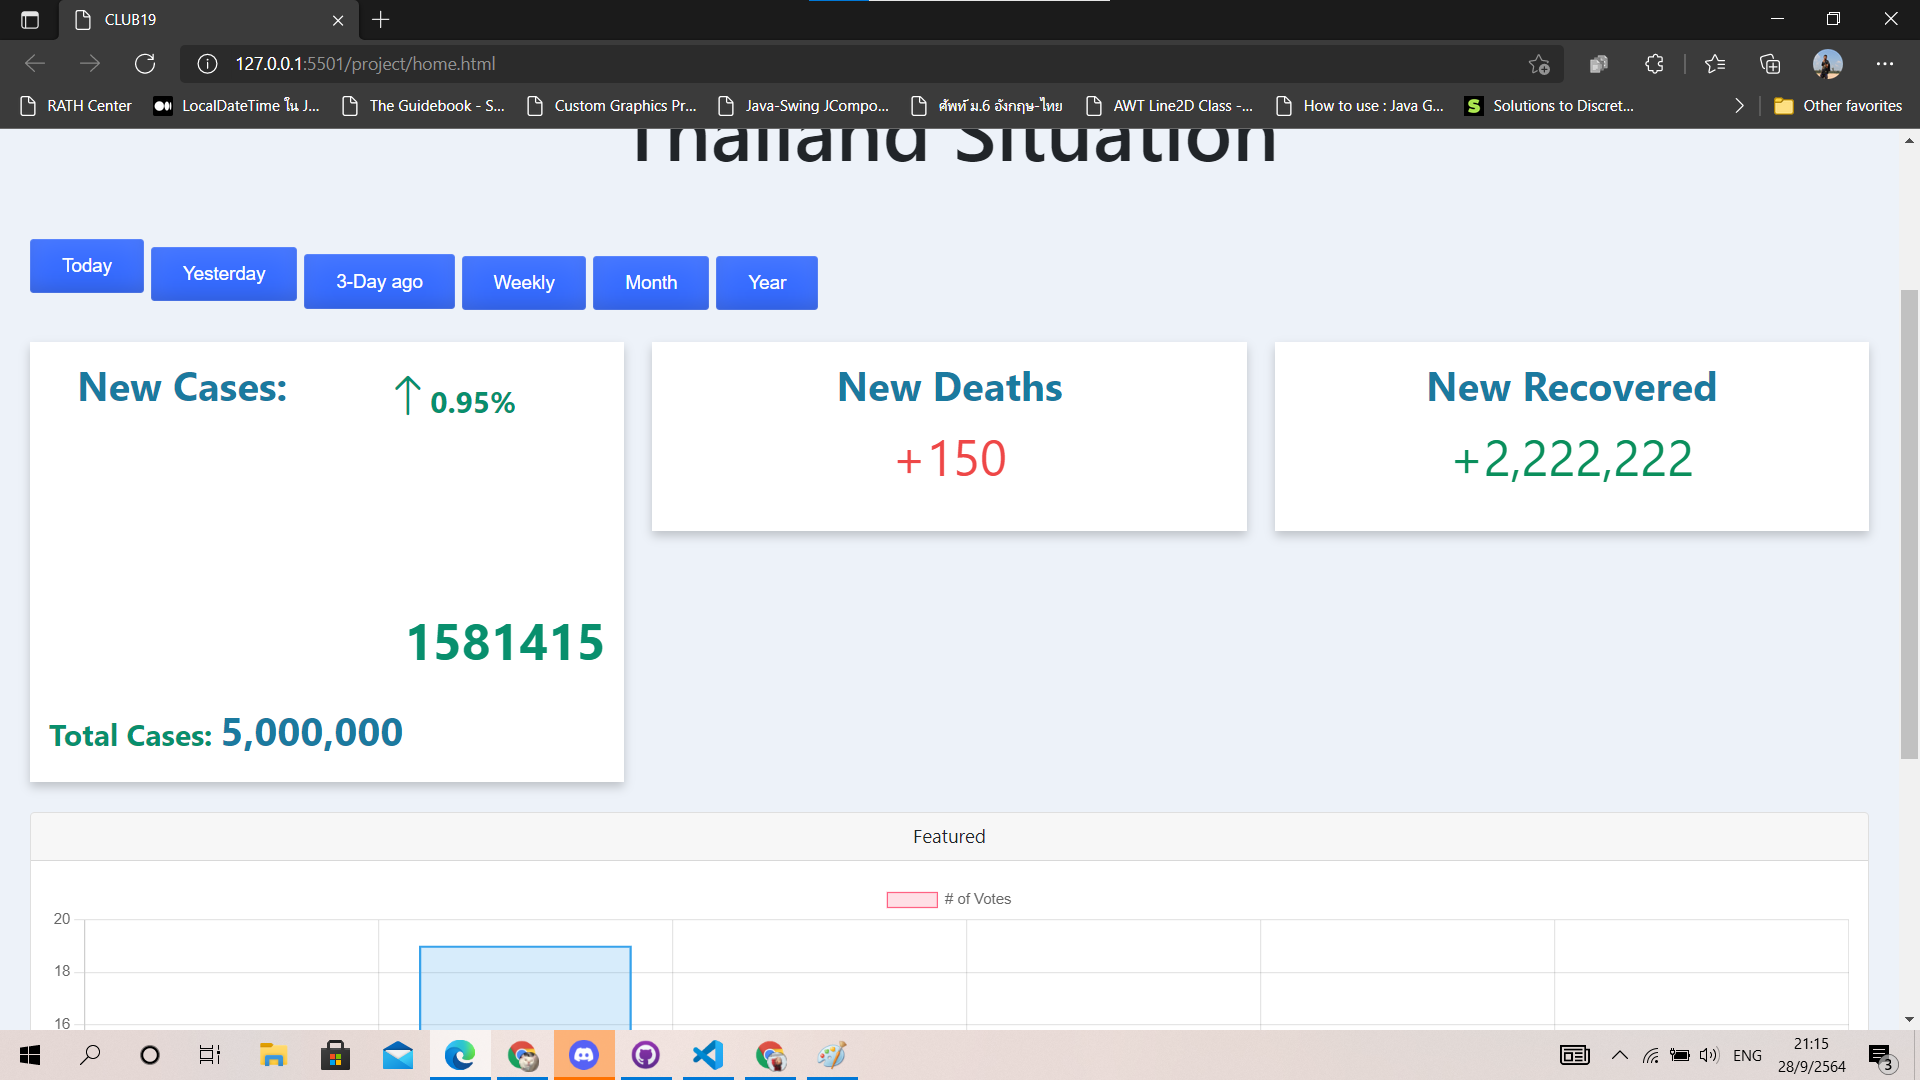 CLUB19
127.0.0.1:5501/project/home.html
RATH Center
LocalDateTime ใน J...
The Guidebook - S...
Custom Graphics Pr...
Java-Swing JCompo...
ศัพท์ ม.6 อังกฤษ-ไทย
AWT Line2D Class -...
How to use : Java G...
S
Solutions to Discret...
Other favorites
Thailand Situation
Today
Yesterday
3-Day ago
Weekly
Month
Year
New Cases:
0.95%
1581415
Total Cases: 5,000,000
New Deaths
+150
New Recovered
+2,222,222
Featured
# of Votes
20
18
16
ENG
21:15
28/9/2564
3